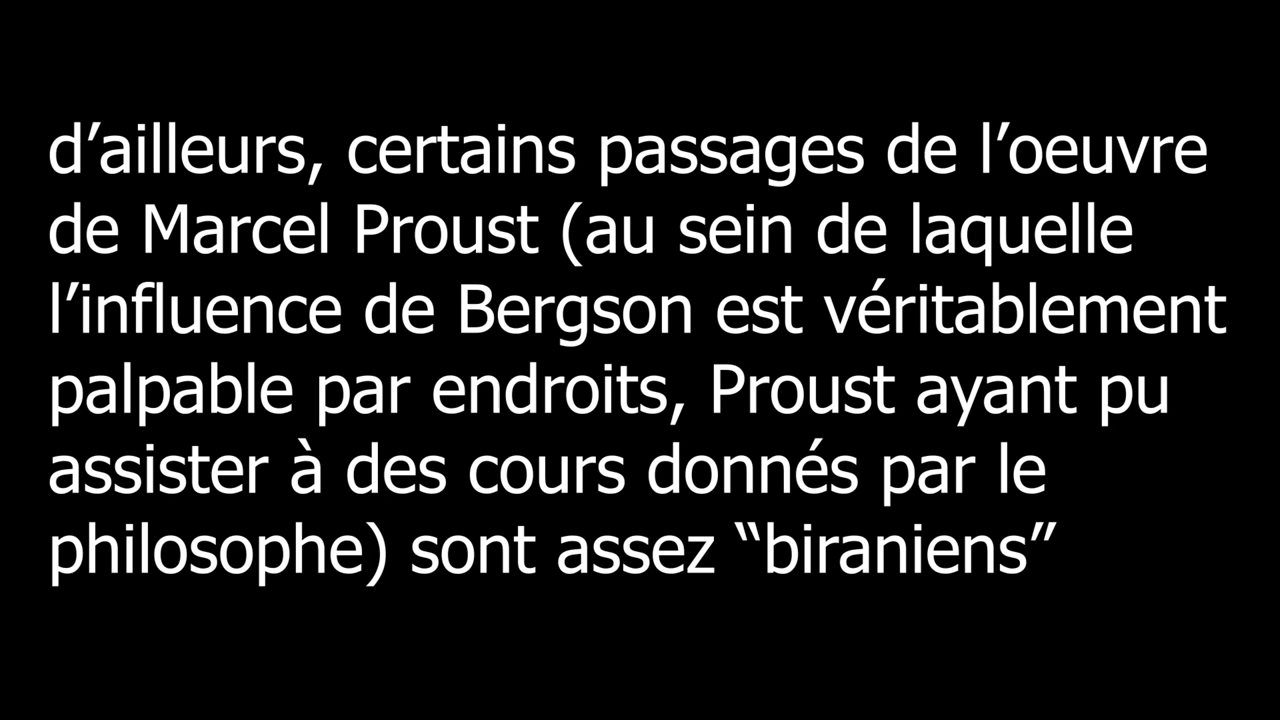 d’ailleurs, certains passages de l’oeuvre
de Marcel Proust (au sein de laquelle
l’influence de Bergson est véritablement
palpable par endroits, Proust ayant pu
assister à des cours donnés par le
philosophe) sont assez “biraniens”